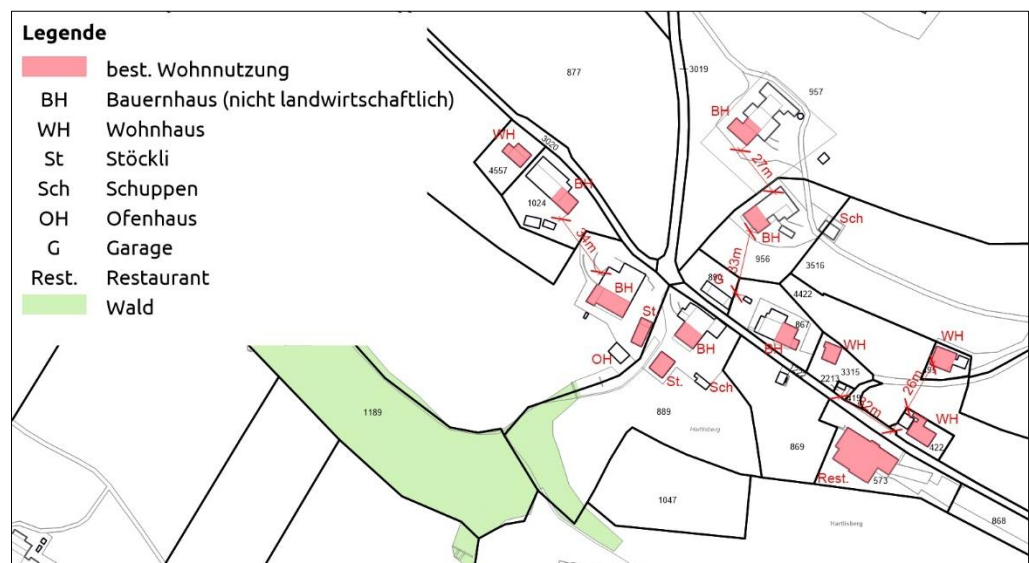 Legende
best. Wohnnutzung
BH Bauernhaus (nicht landwirtschaftlich)
WH Wohnhaus
St Stöckli
Sch Schuppen
OH Ofenhaus
G Garage
Rest. Restaurant
Wald
877
3019
957
BH
3020
WH
27m
4557
BH
1024
Sch
BH
34m
956
33m
3516
890
G
BH
4422
St
867
WH
WH
BH
BH
OH
2213
3315
St.
Sch
26m
32m
1189
889
Hartlisberg
WH
422
869
Rest.
573
1047
Hartlisberg
868